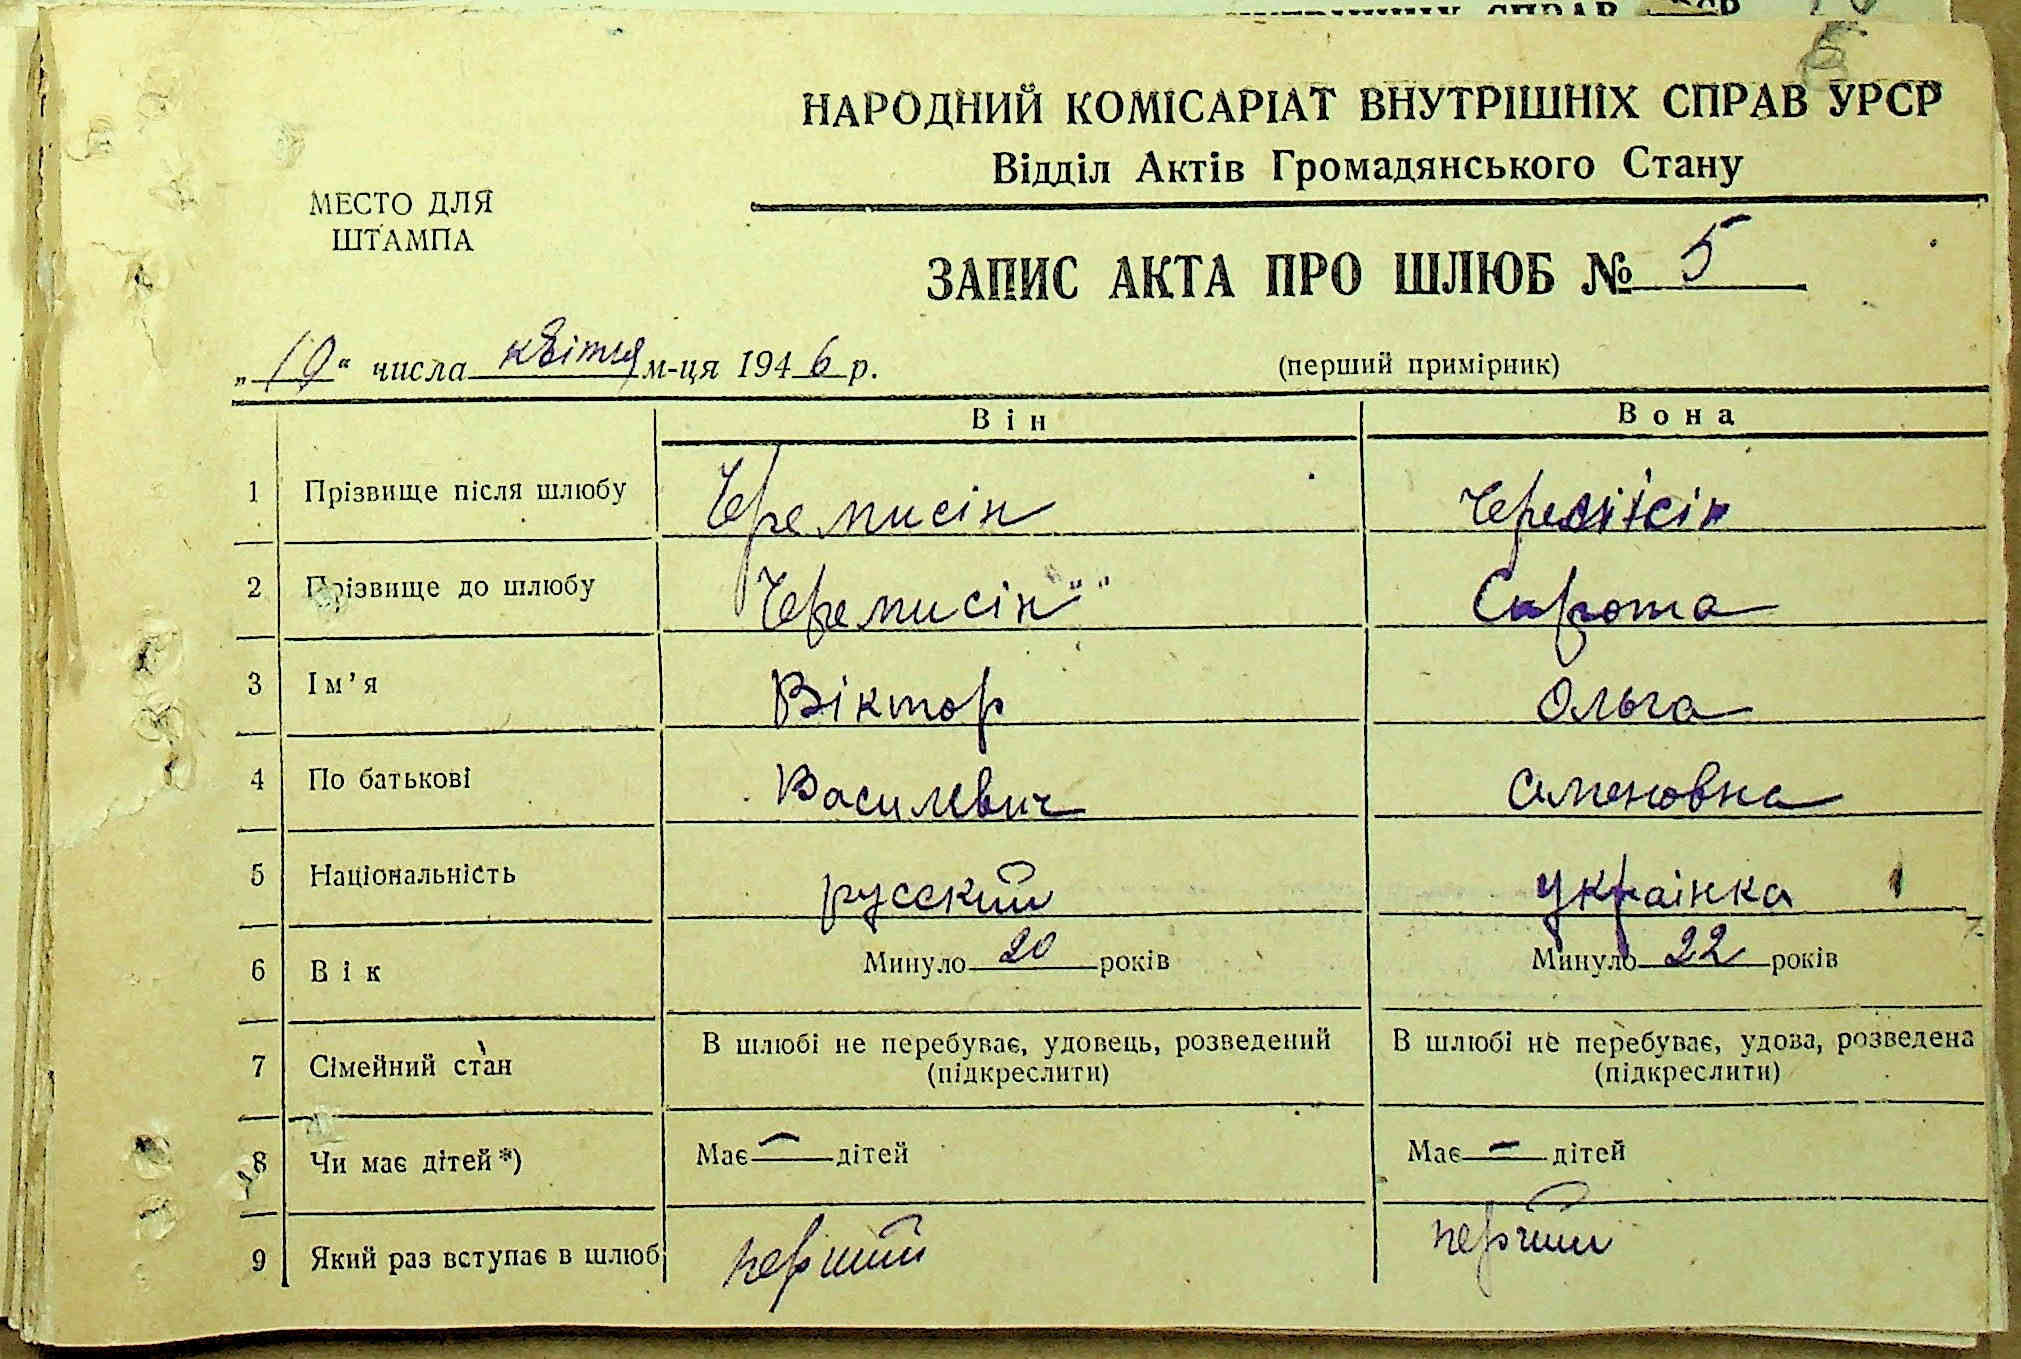 5
НАРОДНИЙ КОМІСАРІАТ ВНУТРІШНІХ СПРАВ УРСР
Відділ Актів Громадянського Стану
МЕСТО ДЛЯ
ШТАМПА
ЗАПИС АКТА ПРО ШЛЮБ № 5
„10“ числа квітня м-ця 1946 р.
(перший примірник)
Він Вона
1 Прізвище після шлюбу Черемисін Черемісін
2 Прізвище до шлюбу Черемисін " " Сирота
3 Ім'я Віктор Ольга
4 По батькові Василевич Семеновна
5 Національність русский українка
6 Вік Минуло 20 років Минуло 22 років
7 Сімейний стан В шлюбі не перебуває, удовець, розведений (підкреслити) В шлюбі не перебуває, удова, розведена (підкреслити)
8 Чи має дітей*) Має — дітей Має — дітей
9 Який раз вступає в шлюб перший перший